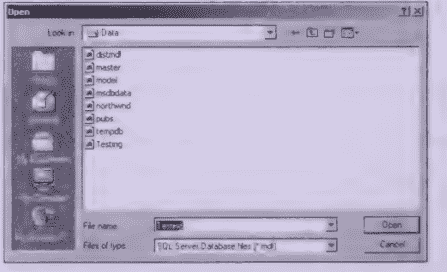 Open
Look in:
Data
distmdl
master
model
msdbdata
northwnd
pubs
tempdb
Testing
File name:
Open
Files of type:
SQL Server Database files (*.mdf)
Cancel